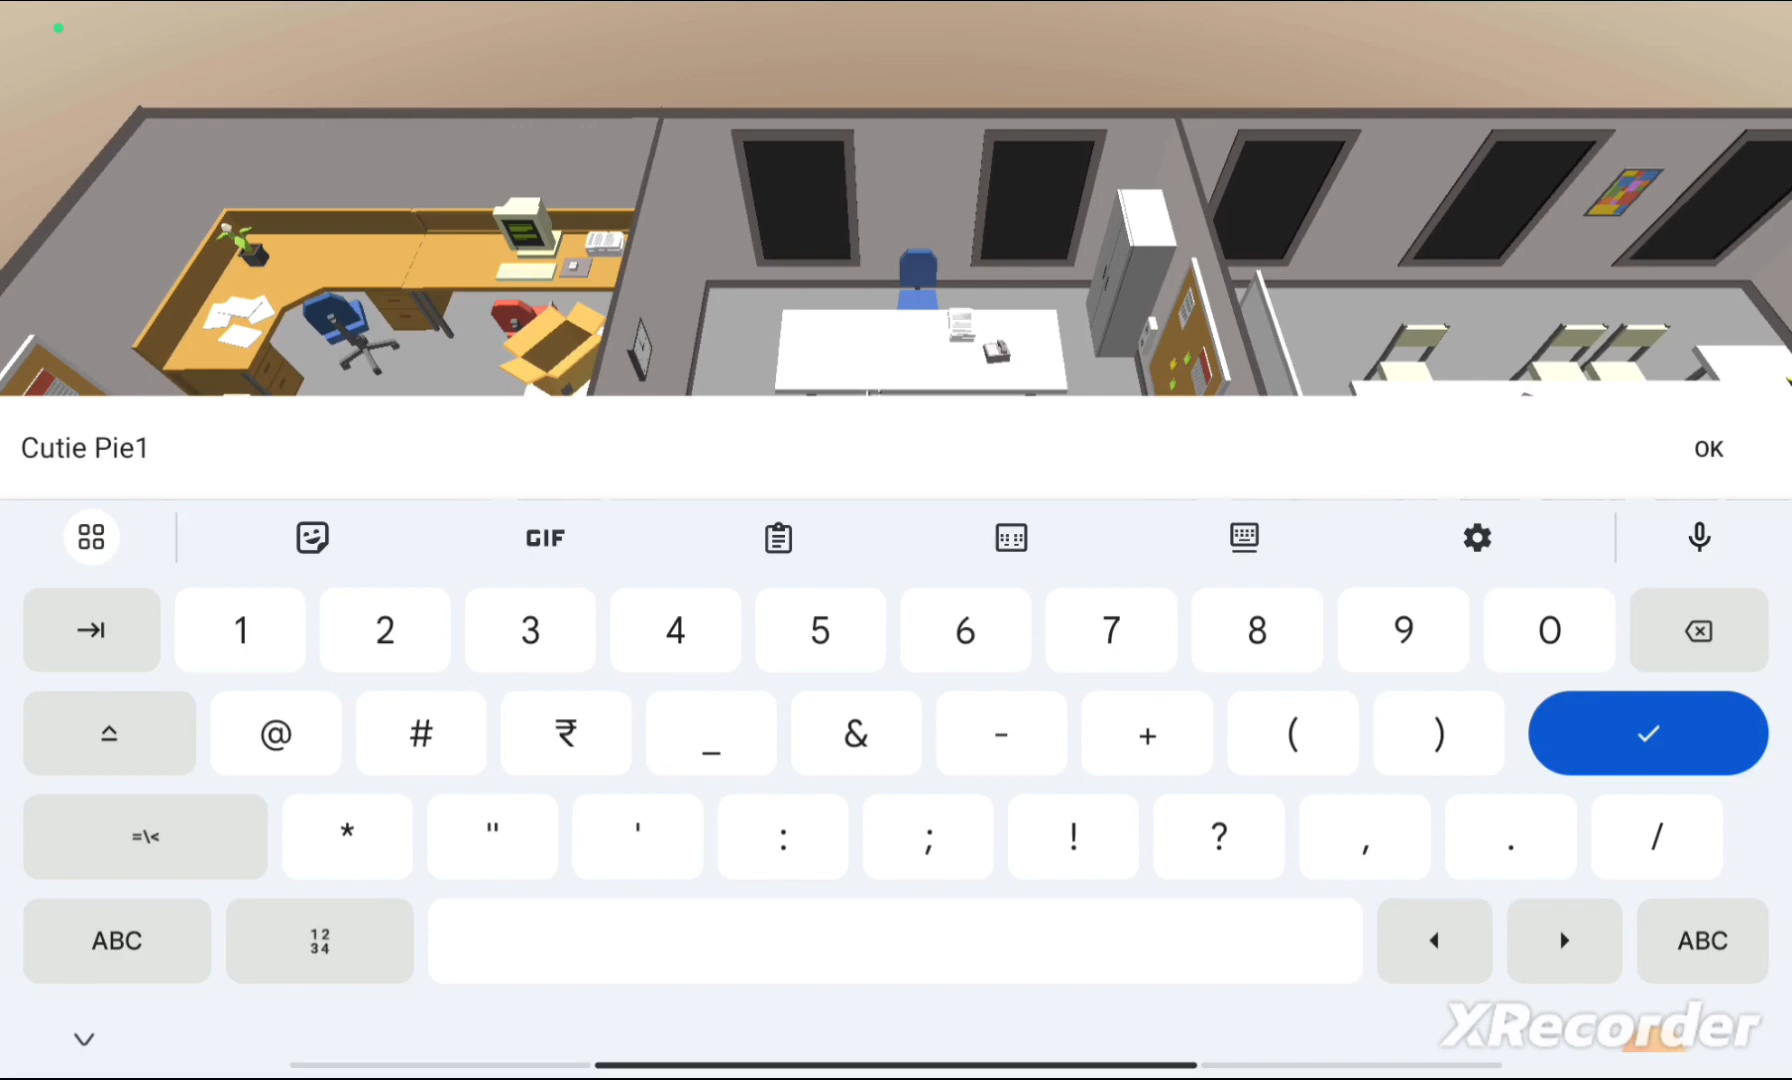 Cutie Pie1
OK
GIF
1 2 3 4 5 6 7 8 9 0
@ # ₹ _ & - + ( )
=\< * " ' : ; ! ? , . /
ABC 12 34 ABC
XRecorder